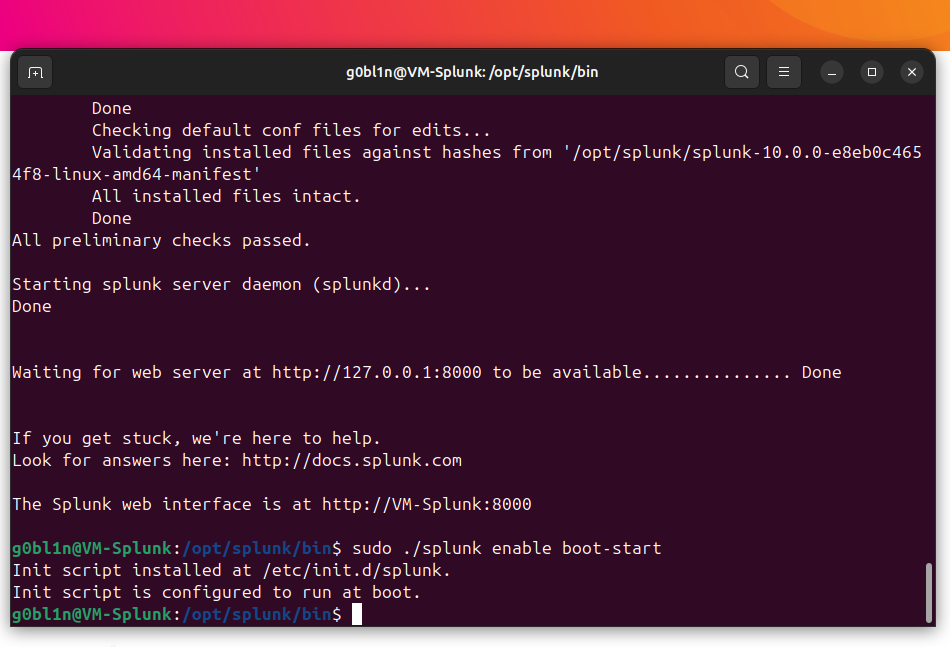 g0bl1n@VM-Splunk: /opt/splunk/bin
Done
Checking default conf files for edits...
Validating installed files against hashes from '/opt/splunk/splunk-10.0.0-e8eb0c465
4f8-linux-amd64-manifest'
All installed files intact.
Done
All preliminary checks passed.
Starting splunk server daemon (splunkd)...
Done
Waiting for web server at http://127.0.0.1:8000 to be available............... Done
If you get stuck, we're here to help.
Look for answers here: http://docs.splunk.com
The Splunk web interface is at http://VM-Splunk:8000
g0bl1n@VM-Splunk:/opt/splunk/bin$ sudo ./splunk enable boot-start
Init script installed at /etc/init.d/splunk.
Init script is configured to run at boot.
g0bl1n@VM-Splunk:/opt/splunk/bin$